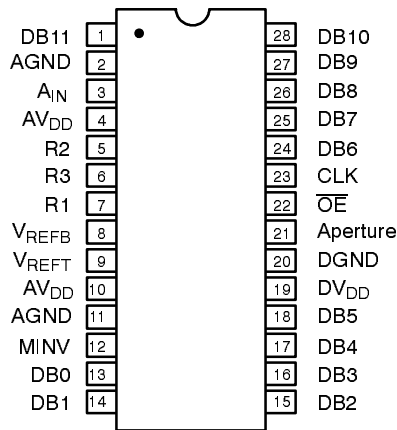 DB11 1 28 DB10
AGND 2 27 DB9
AIN 3 26 DB8
AVDD 4 25 DB7
R2 5 24 DB6
R3 6 23 CLK
R1 7 22 O̅E̅
VREFB 8 21 Aperture
VREFT 9 20 DGND
AVDD 10 19 DVDD
AGND 11 18 DB5
MINV 12 17 DB4
DB0 13 16 DB3
DB1 14 15 DB2